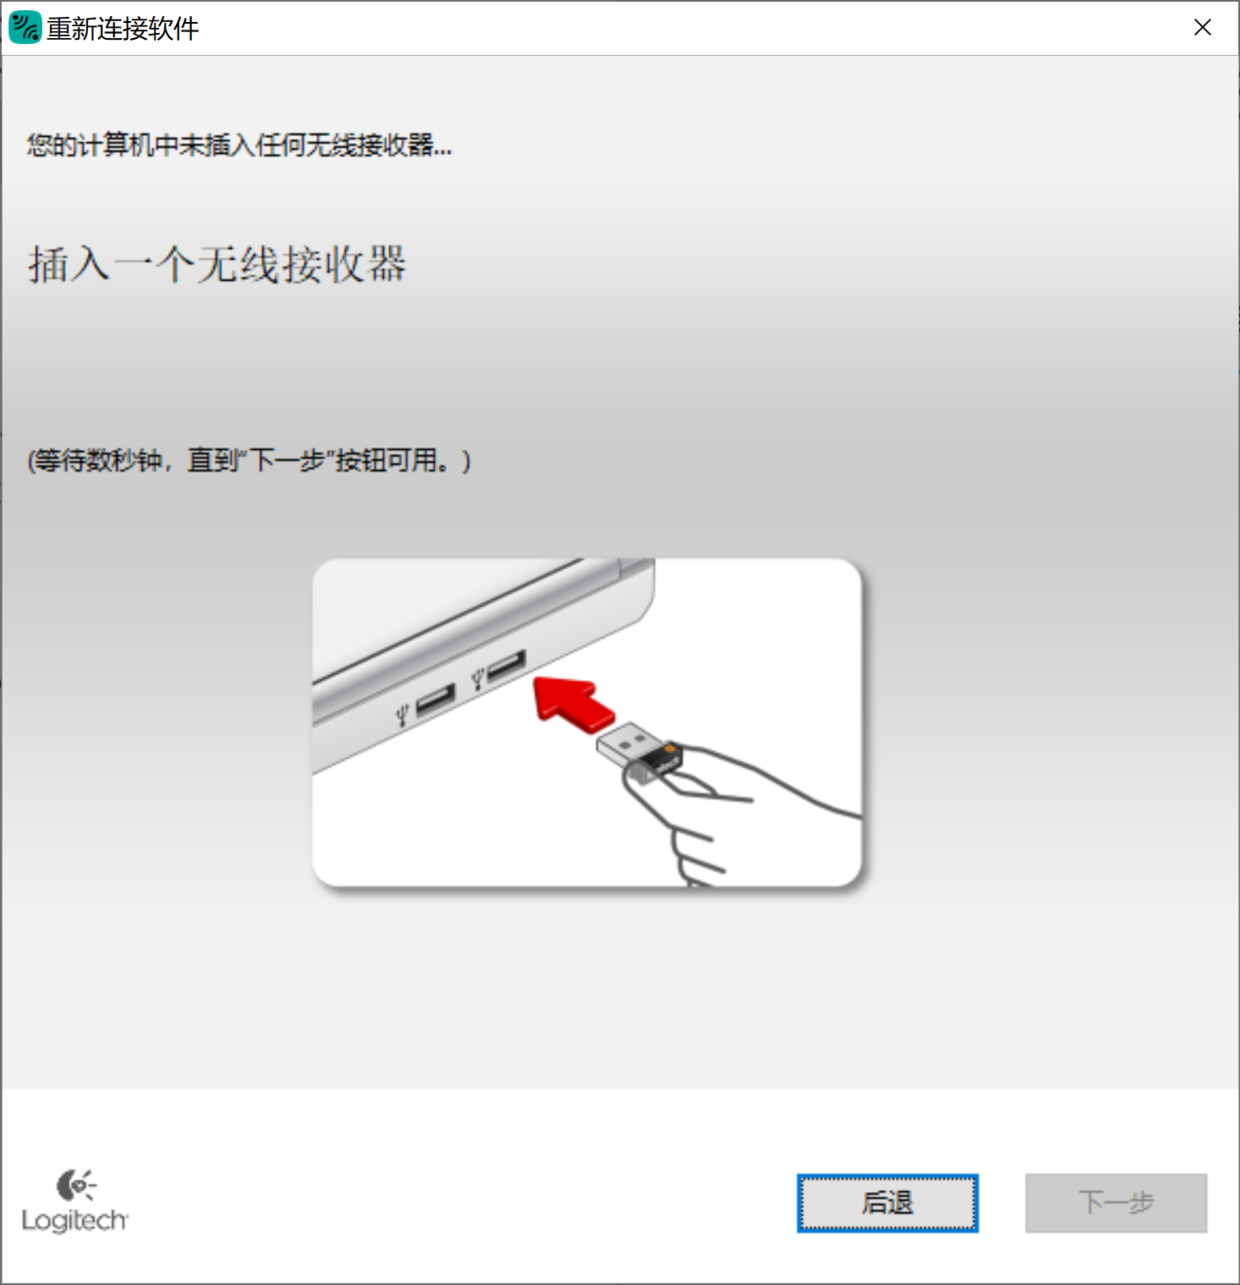 重新连接软件
您的计算机中未插入任何无线接收器...
插入一个无线接收器
(等待数秒钟，直到“下一步”按钮可用。)
Logitech
后退
下一步